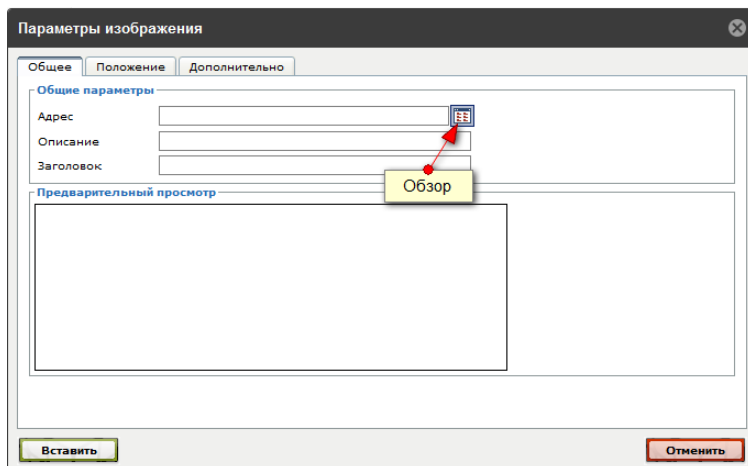 Параметры изображения
Общее Положение Дополнительно
Общие параметры
Адрес
Описание
Заголовок
Обзор
Предварительный просмотр
Вставить Отменить